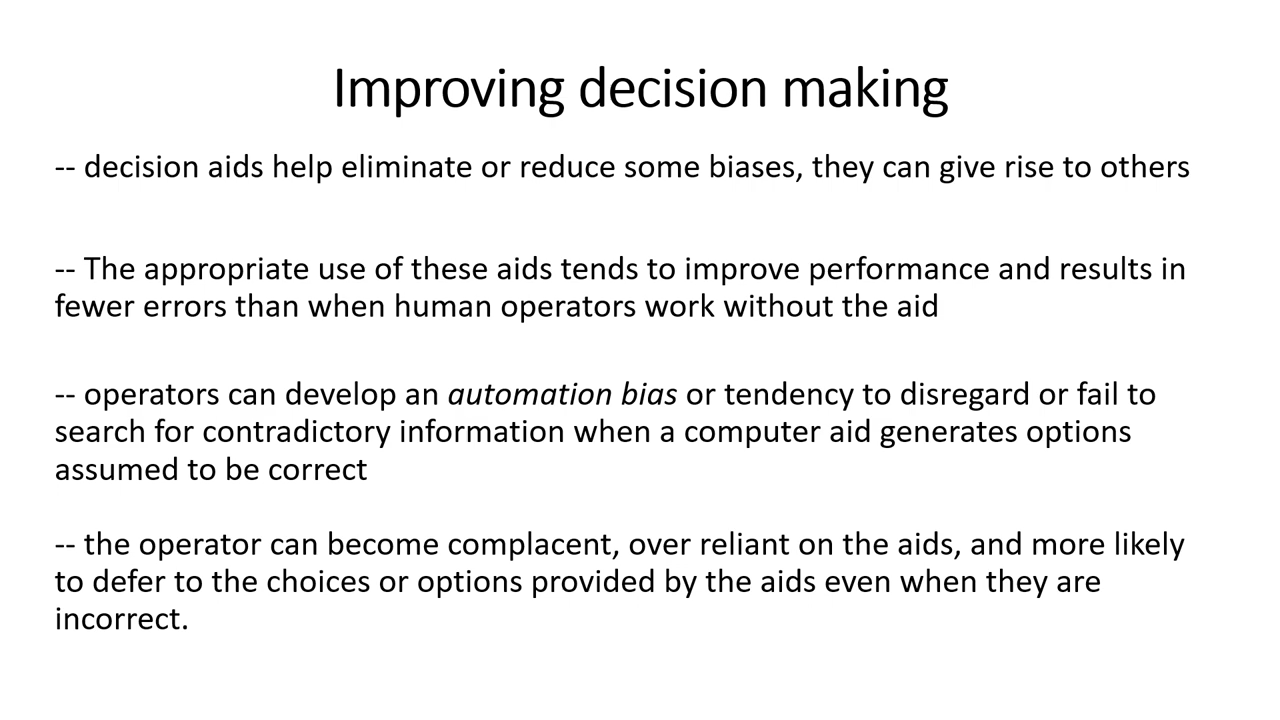 Improving decision making
-- decision aids help eliminate or reduce some biases, they can give rise to others
-- The appropriate use of these aids tends to improve performance and results in
fewer errors than when human operators work without the aid
-- operators can develop an automation bias or tendency to disregard or fail to
search for contradictory information when a computer aid generates options
assumed to be correct
-- the operator can become complacent, over reliant on the aids, and more likely
to defer to the choices or options provided by the aids even when they are
incorrect.